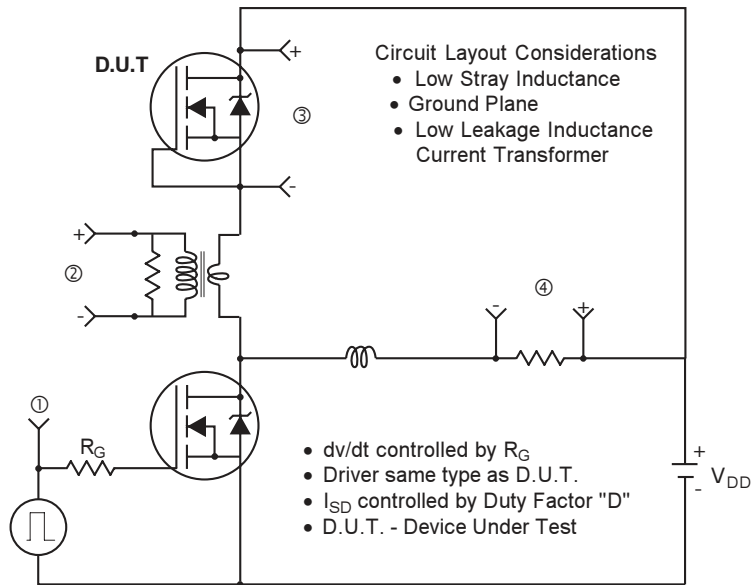 D.U.T
+
Circuit Layout Considerations
• Low Stray Inductance
• Ground Plane
• Low Leakage Inductance
Current Transformer
③
-
+
②
-
④
-
+
①
R_G
• dv/dt controlled by R_G
• Driver same type as D.U.T.
• I_SD controlled by Duty Factor "D"
• D.U.T. - Device Under Test
+
V_DD
-